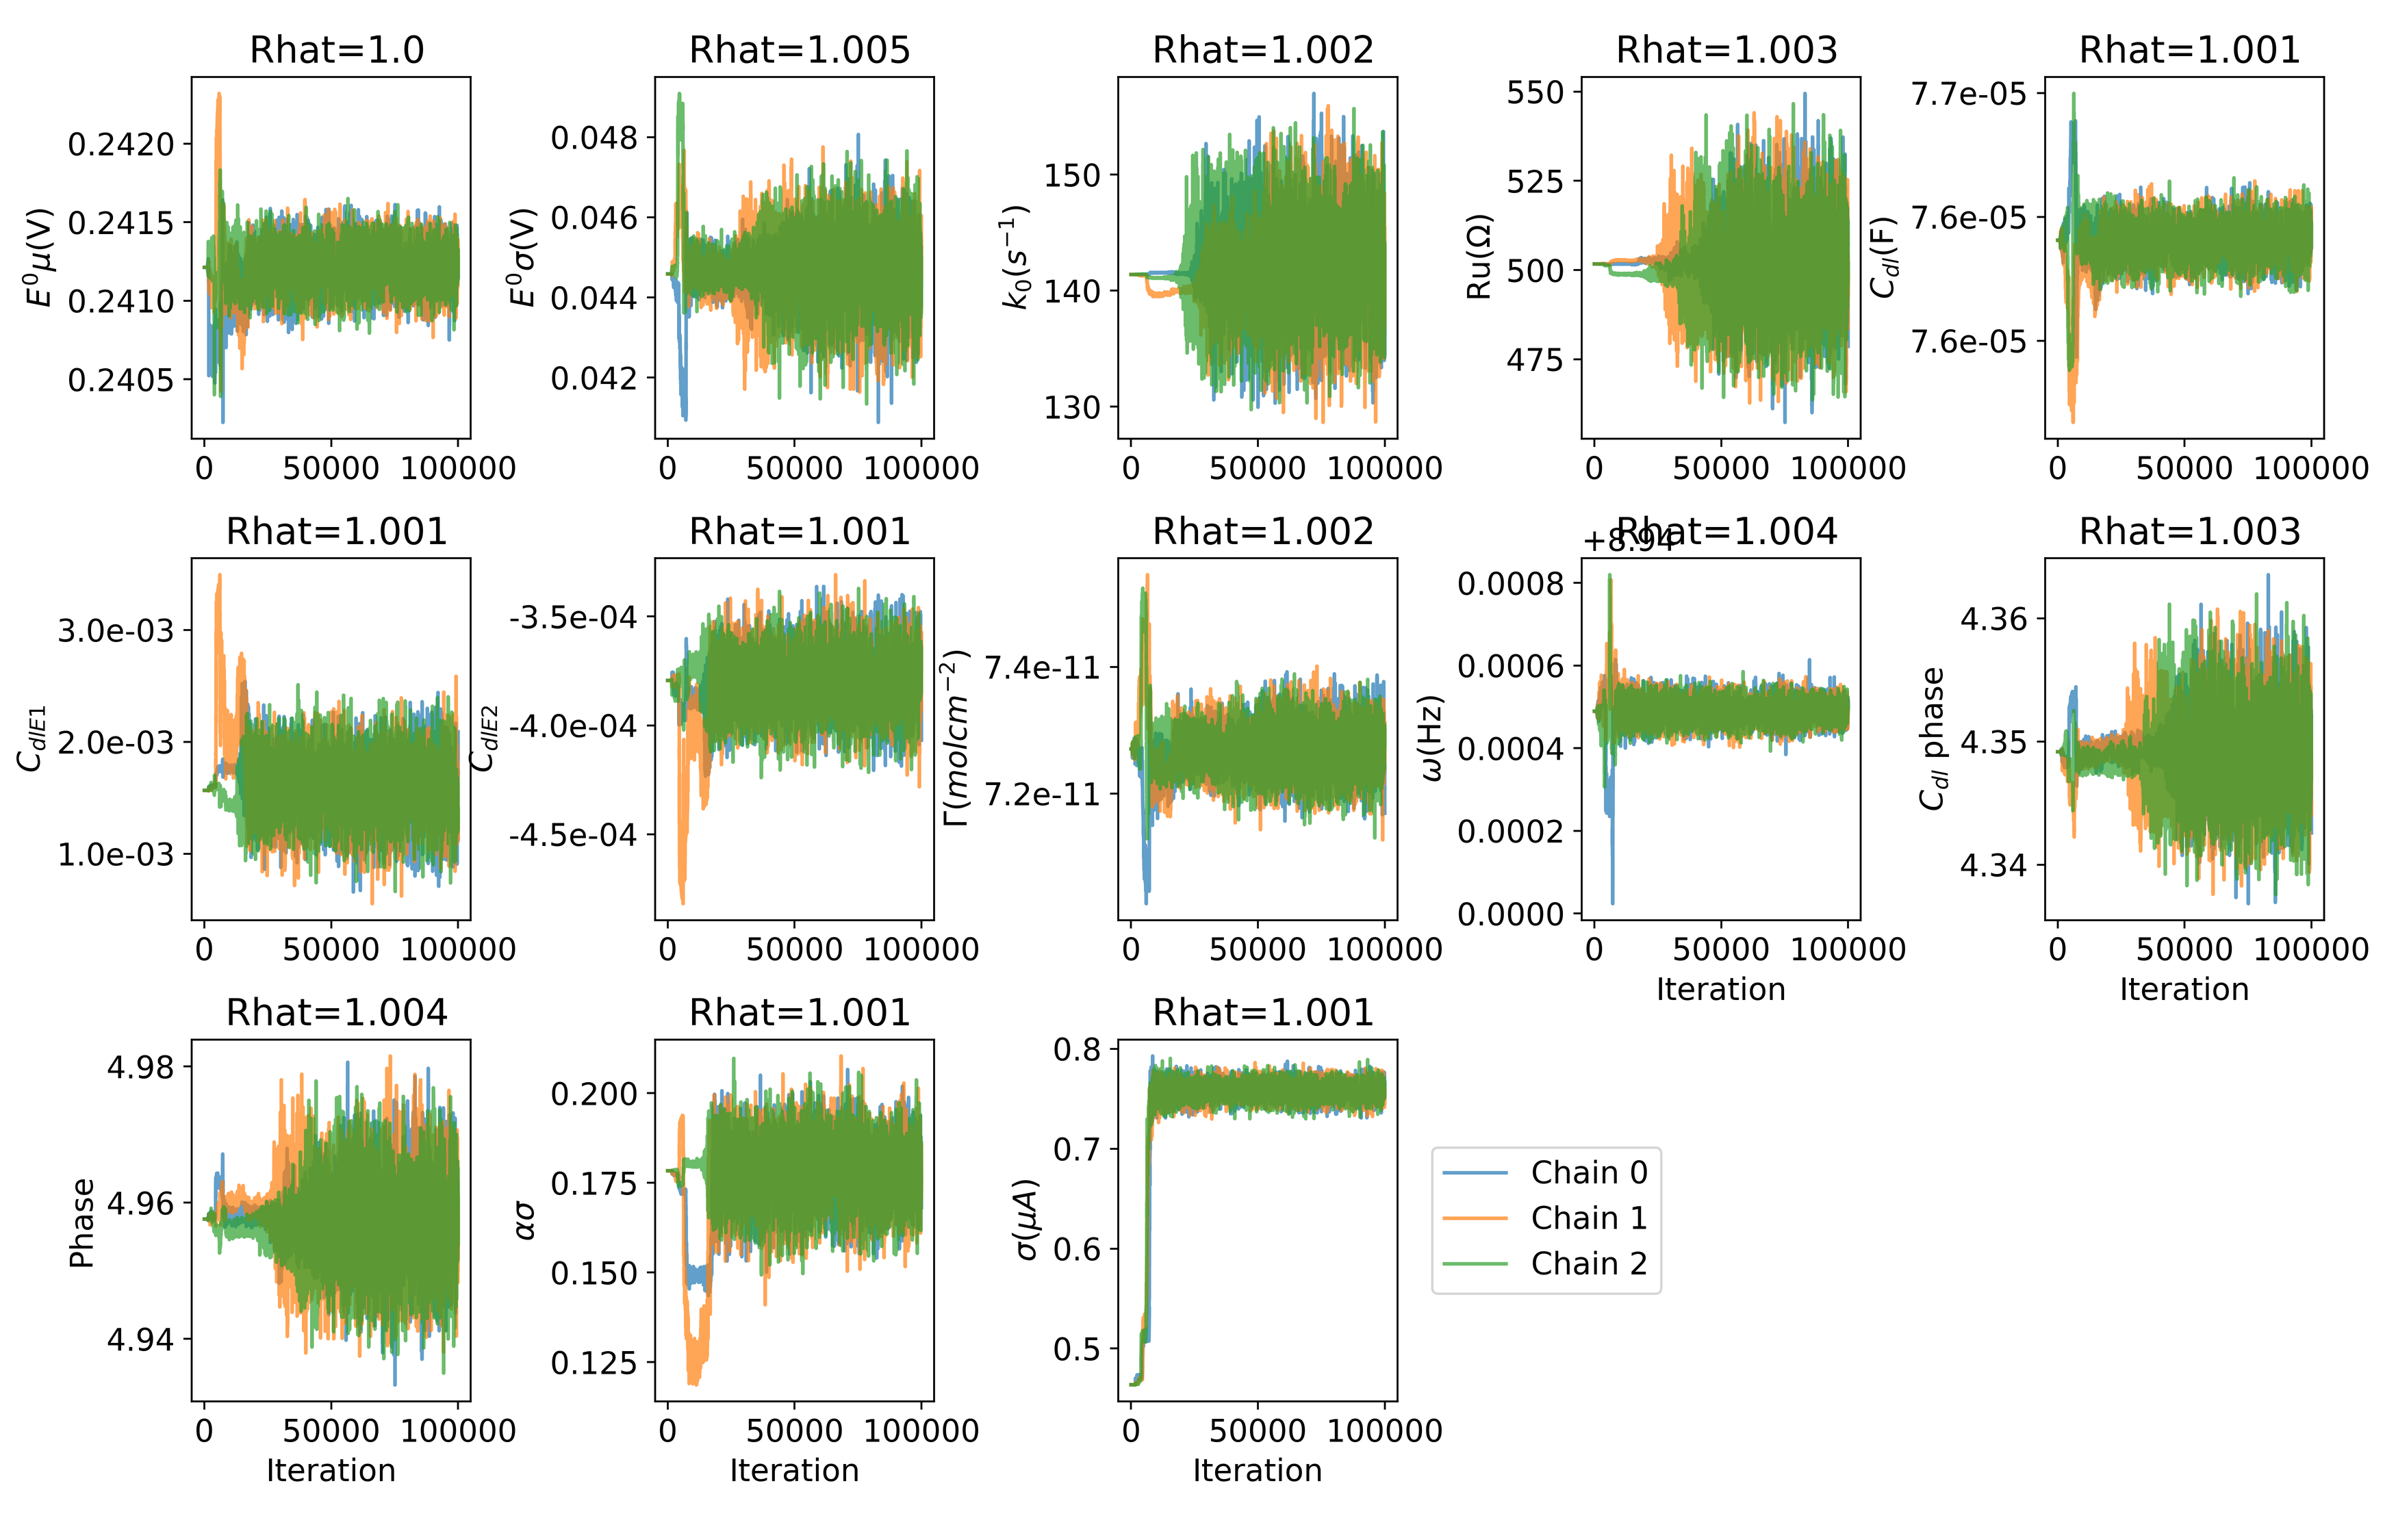 Rhat=1.0
Rhat=1.005
Rhat=1.002
Rhat=1.003
Rhat=1.001
E⁰μ(V)
0.2420
0.2415
0.2410
0.2405
0
50000
100000
E⁰σ(V)
0.048
0.046
0.044
0.042
0
50000
100000
k₀(s⁻¹)
150
140
130
0
50000
100000
Ru(Ω)
550
525
500
475
0
50000
100000
C_dl(F)
7.7e-05
7.6e-05
7.6e-05
0
50000
100000
Rhat=1.001
Rhat=1.001
Rhat=1.002
Rhat=1.004
Rhat=1.003
C_dlE1
3.0e-03
2.0e-03
1.0e-03
0
50000
100000
C_dlE2
-3.5e-04
-4.0e-04
-4.5e-04
0
50000
100000
Γ(molcm⁻²)
7.4e-11
7.2e-11
0
50000
100000
+8.94
ω(Hz)
0.0008
0.0006
0.0004
0.0002
0.0000
0
50000
100000
Iteration
C_dl phase
4.36
4.35
4.34
0
50000
100000
Iteration
Rhat=1.004
Rhat=1.001
Rhat=1.001
Phase
4.98
4.96
4.94
0
50000
100000
Iteration
ασ
0.200
0.175
0.150
0.125
0
50000
100000
Iteration
σ(μA)
0.8
0.7
0.6
0.5
0
50000
100000
Iteration
Chain 0
Chain 1
Chain 2